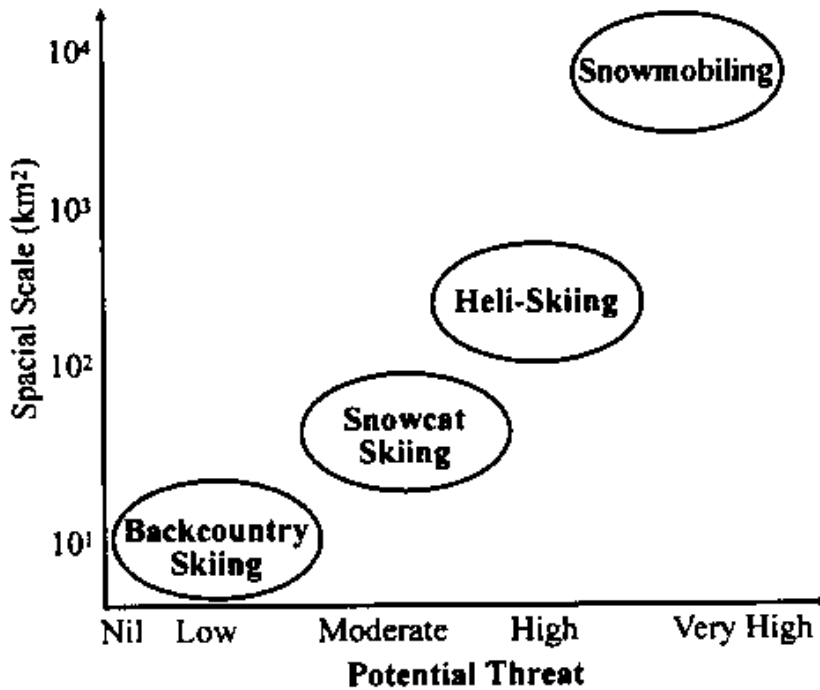 10⁴
Snowmobiling
Spacial Scale (km²)
10³
Heli-Skiing
10²
Snowcat
Skiing
10¹
Backcountry
Skiing
Nil Low Moderate High Very High
Potential Threat